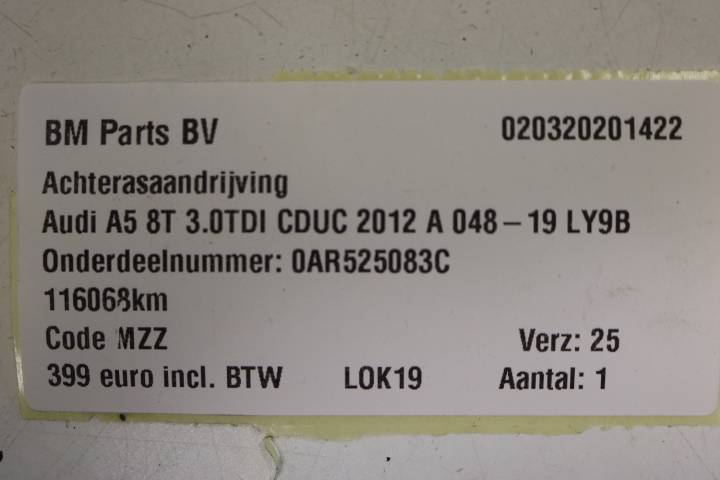 BM Parts BV 020320201422
Achterasaandrijving
Audi A5 8T 3.0TDI CDUC 2012 A 048-19 LY9B
Onderdeelnummer: 0AR525083C
116068km
Code MZZ Verz: 25
399 euro incl. BTW LOK19 Aantal: 1